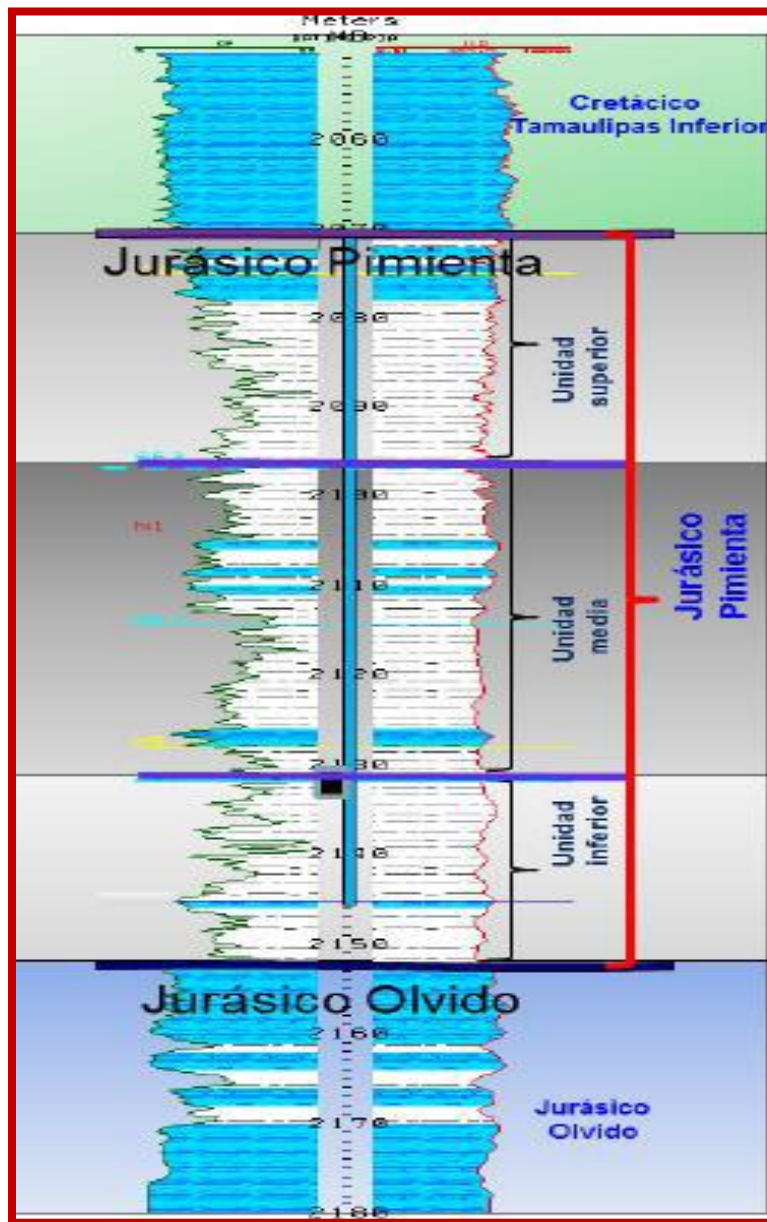 Meters
Cretácico
Tamaulipas Inferior
2060
2070
Jurásico Pimienta
2080
Unidad
superior
2090
2100
2110
Unidad
media
Jurásico
Pimienta
2120
2130
Unidad
inferior
2140
2150
Jurásico Olvido
2160
Jurásico
Olvido
2170
2180